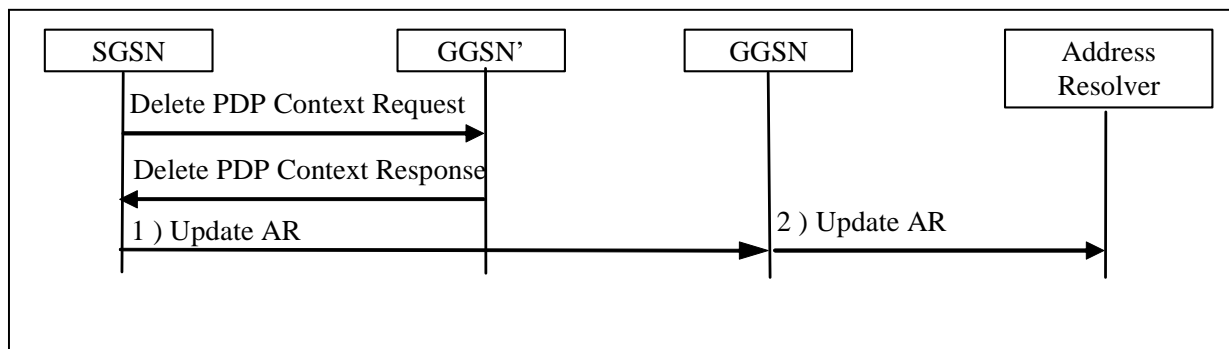 SGSN
GGSN’
GGSN
Address
Resolver
Delete PDP Context Request
Delete PDP Context Response
1 ) Update AR
2 ) Update AR